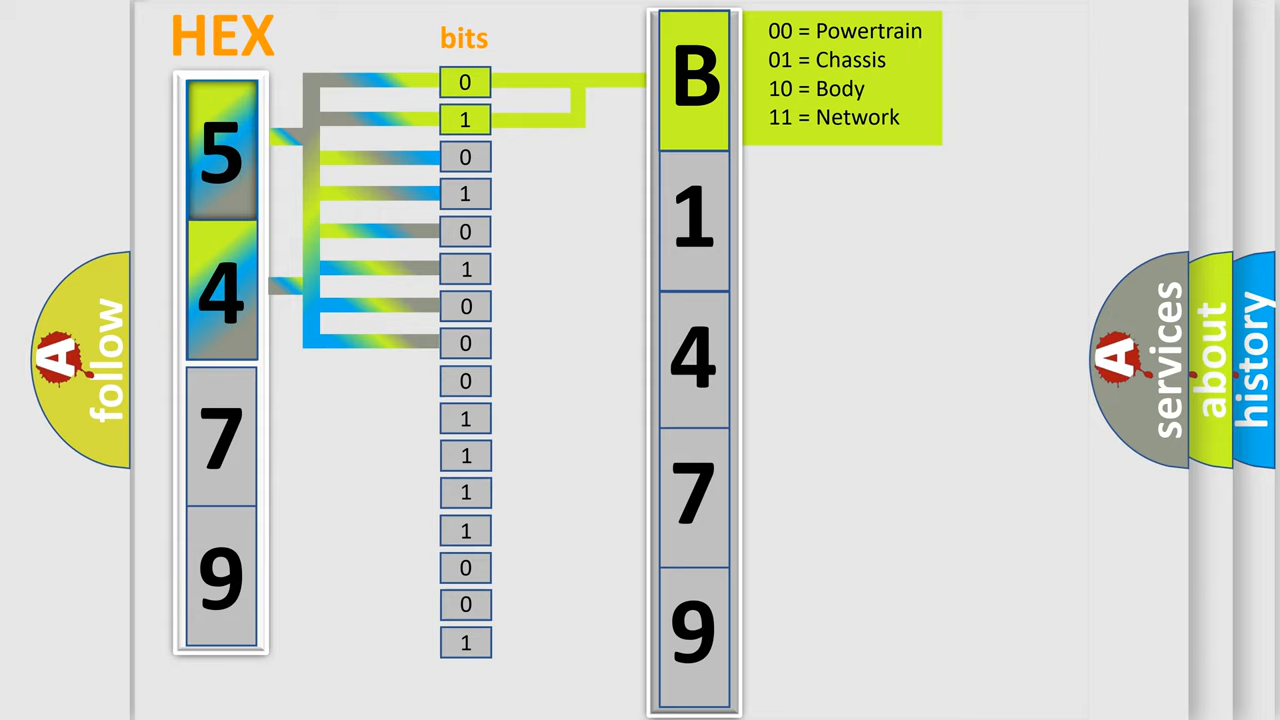 HEX
bits
5
4
7
9
0
1
0
1
0
1
0
0
0
1
1
1
1
0
0
1
B
1
4
7
9
00 = Powertrain
01 = Chassis
10 = Body
11 = Network
A
follow
A
services
about
history